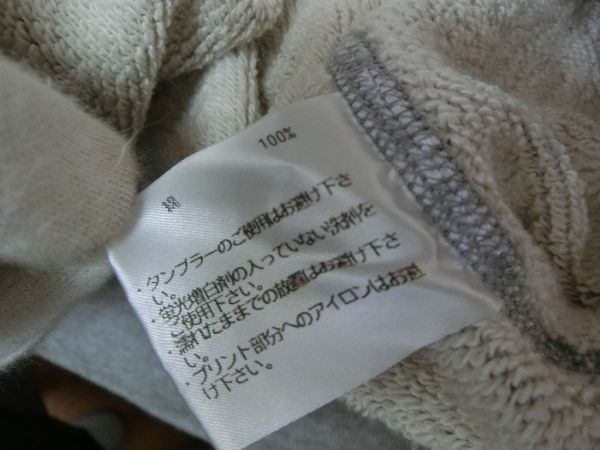 綿 100%
・タンブラーのご使用はお避け下さ
い。
・蛍光増白剤の入っていない洗剤を
ご使用下さい。
・濡れたままでの放置はお避け下さ
い。
・プリント部分へのアイロンはお避
け下さい。